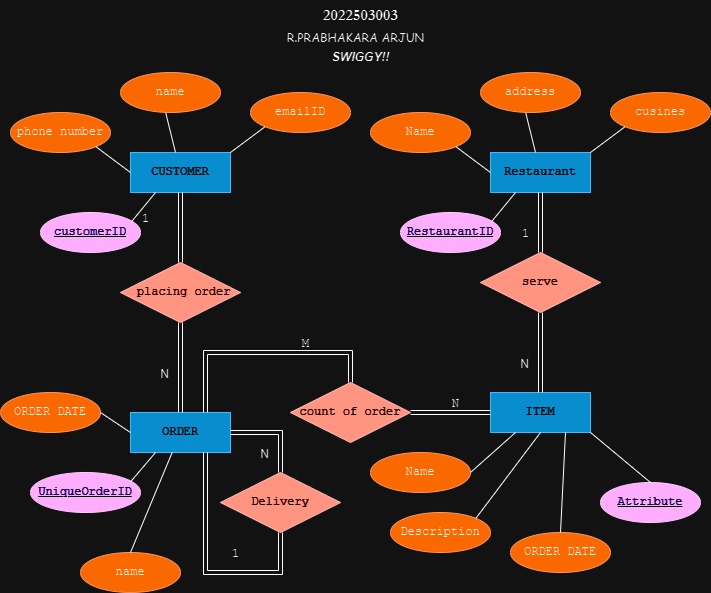 2022503003
R.PRABHAKARA ARJUN
SWIGGY!!
name
address
phone number
emailID
Name
cusines
CUSTOMER
Restaurant
customerID
1
RestaurantID
1
placing order
serve
M
N
N
ORDER DATE
count of order
N
ITEM
ORDER
N
Name
UniqueOrderID
Delivery
Attribute
Description
1
ORDER DATE
name